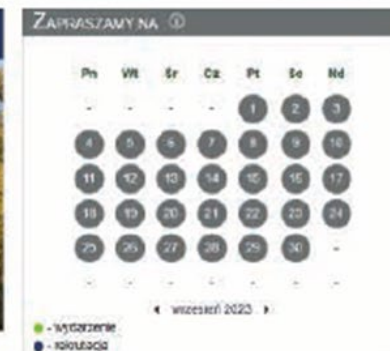 ZAPRASZAMY NA
Pn Wt Śr Cz Pt So Nd
- - - - 1 2 3
4 5 6 7 8 9 10
11 12 13 14 15 16 17
18 19 20 21 22 23 24
25 26 27 28 29 30 -
- - - - - - -
wrzesień 2023
- wydarzenie
- rekrutacja